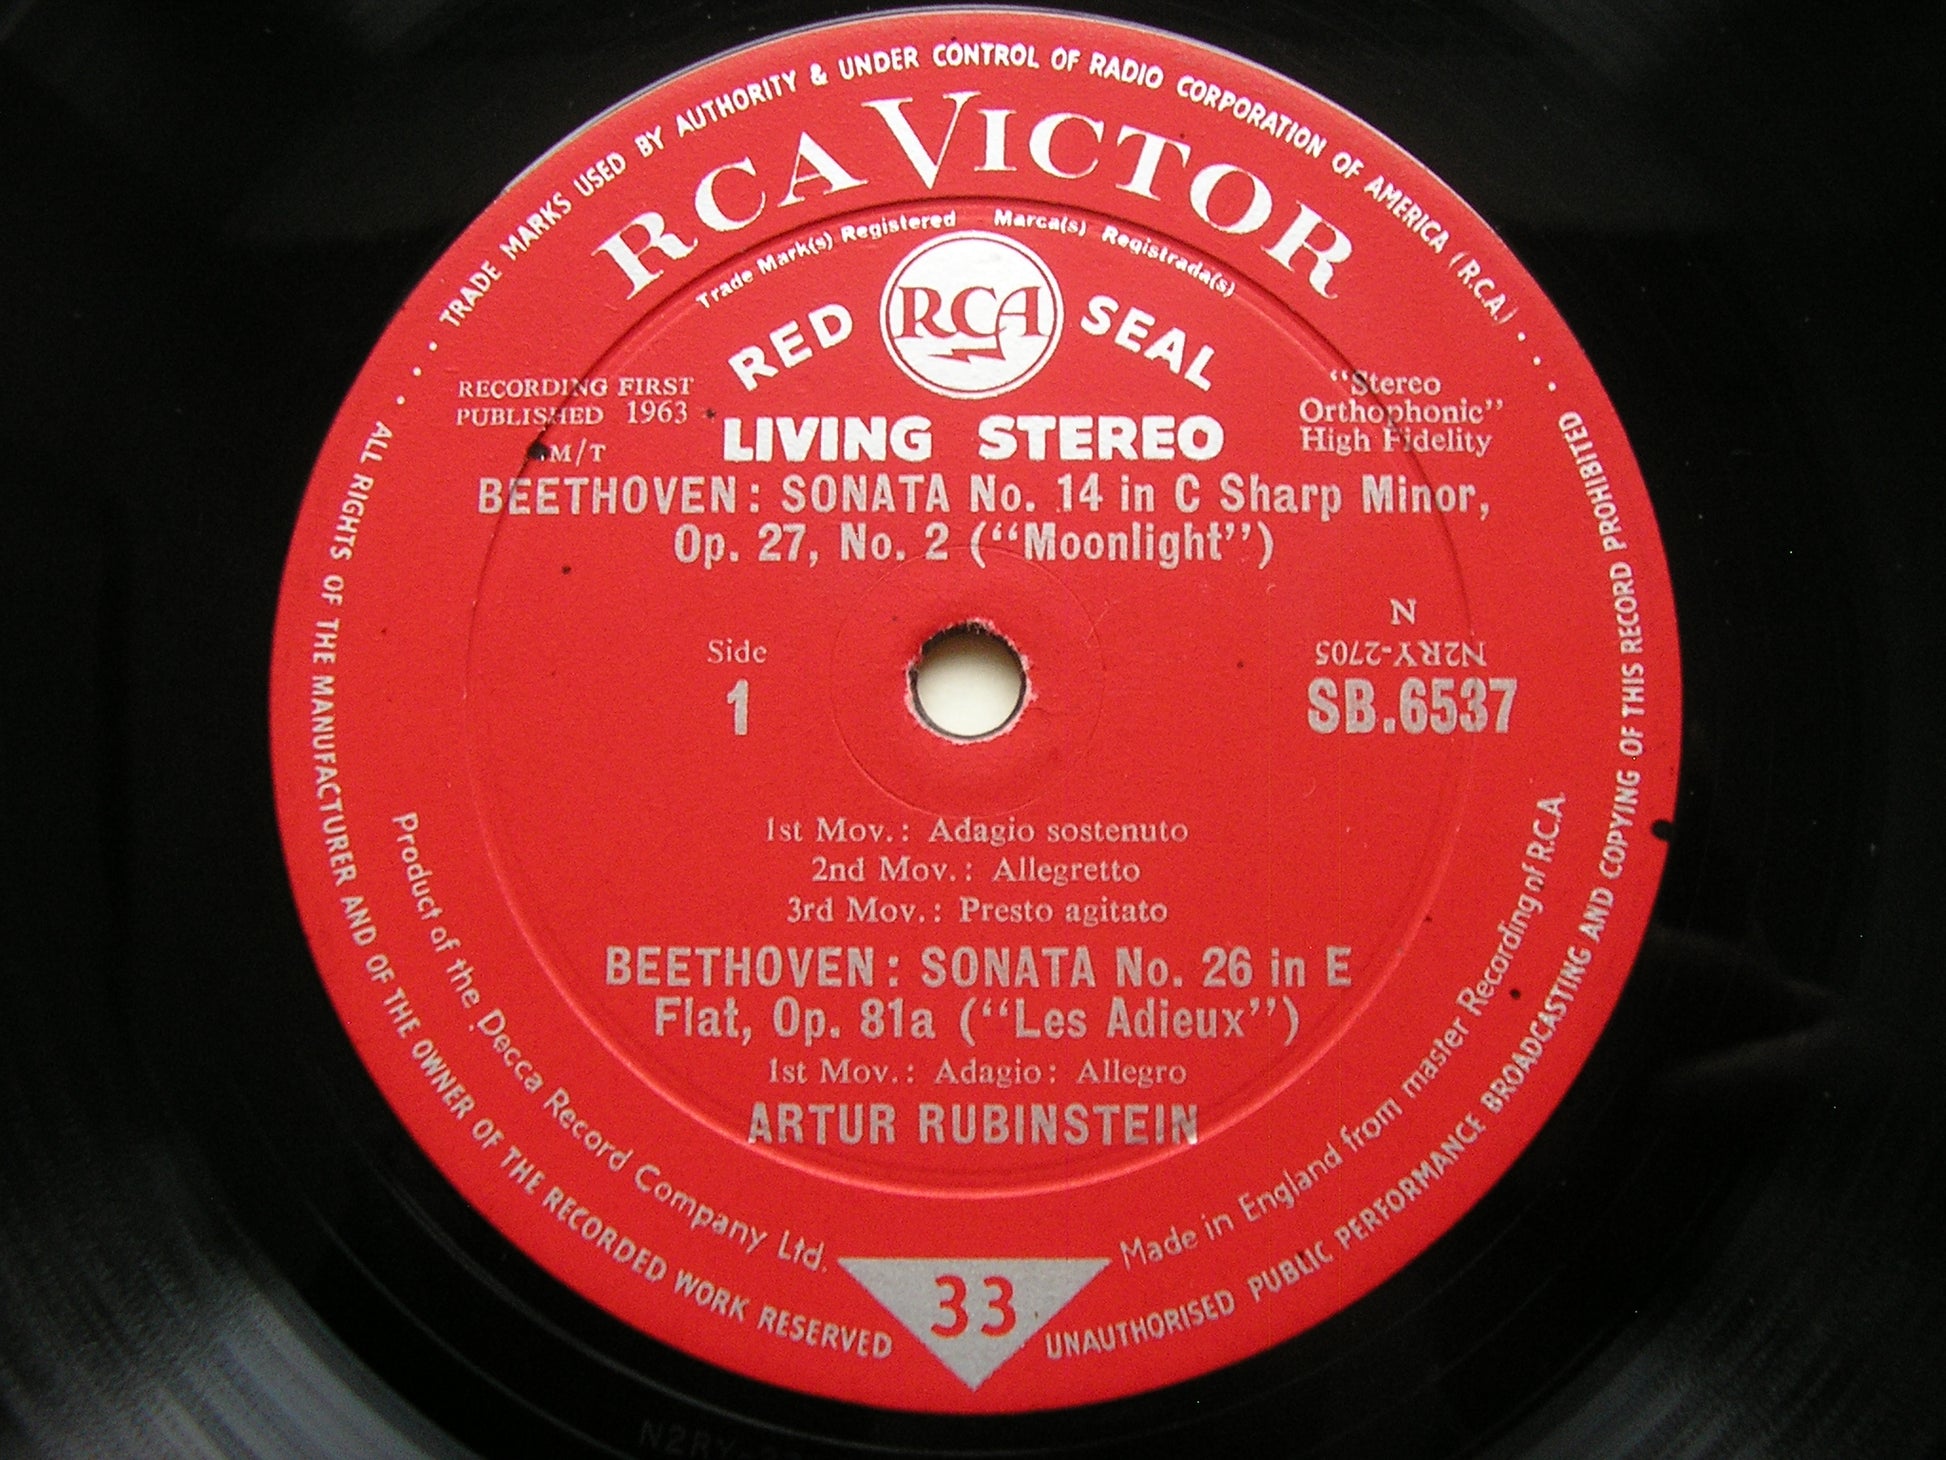 TRADE MARKS USED BY AUTHORITY & UNDER CONTROL OF RADIO CORPORATION OF AMERICA (R.C.A.)
RCA VICTOR
Trade Mark(s) Registered Marca(s) Registrada(s)
RED RCA SEAL
RECORDING FIRST
PUBLISHED 1963
M/T
LIVING STEREO
"Stereo
Orthophonic"
High Fidelity
BEETHOVEN: SONATA No. 14 in C Sharp Minor,
Op. 27, No. 2 ("Moonlight")
Side
1
N
N2RY-2705
SB.6537
1st Mov.: Adagio sostenuto
2nd Mov.: Allegretto
3rd Mov.: Presto agitato
BEETHOVEN: SONATA No. 26 in E
Flat, Op. 81a ("Les Adieux")
1st Mov.: Adagio: Allegro
ARTUR RUBINSTEIN
Product of the Decca Record Company Ltd.
Made in England from master Recording of R.C.A.
33
ALL RIGHTS OF THE MANUFACTURER AND OF THE OWNER OF THE RECORDED WORK RESERVED
UNAUTHORISED PUBLIC PERFORMANCE BROADCASTING AND COPYING OF THIS RECORD PROHIBITED